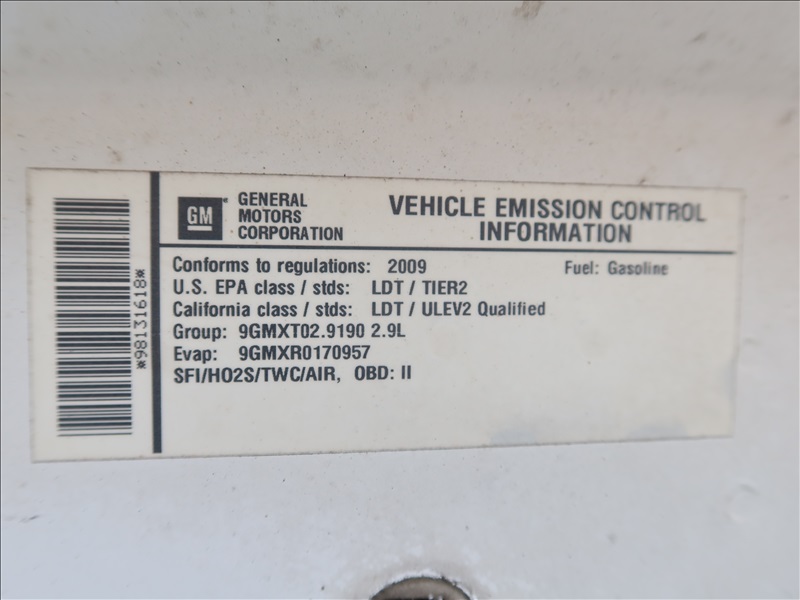 GM
GENERAL
MOTORS
CORPORATION
VEHICLE EMISSION CONTROL
INFORMATION
Conforms to regulations: 2009 Fuel: Gasoline
U.S. EPA class / stds: LDT / TIER2
California class / stds: LDT / ULEV2 Qualified
Group: 9GMXT02.9190 2.9L
Evap: 9GMXR0170957
SFI/HO2S/TWC/AIR, OBD: II
*98131618*